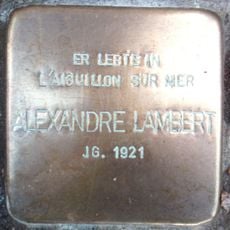 ER LEBTE IN
L'AIGUILLON SUR MER
ALEXANDRE LAMBERT
JG. 1921